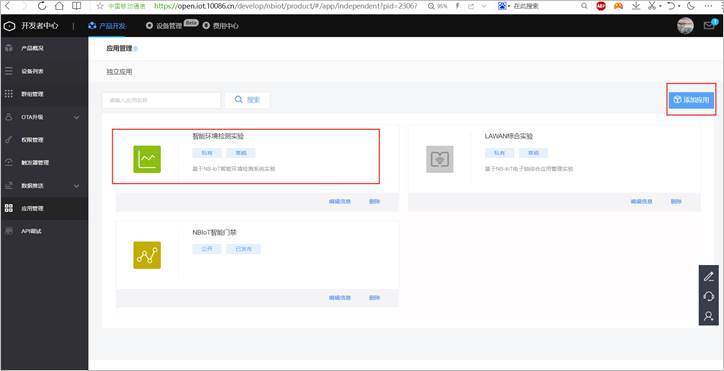 中国移动通信 https://open.iot.10086.cn/develop/nbiot/product/#/app/independent?pid=23067 95% 在此搜索
开发者中心 产品开发 设备管理 Beta 费用中心
产品概况
设备列表
群组管理
OTA升级
权限管理
触发器管理
数据推送
应用管理
API调试
应用管理
独立应用
请输入应用名称 搜索 添加应用
智能环境检测实验
私有 草稿
基于NB-IoT智能环境检测系统实验
编辑信息 删除
LAWAN综合实验
私有 草稿
基于NB-IoT电子锁综合应用管理实验
编辑信息 删除
NBIoT智能门禁
公开 已发布
编辑信息 删除